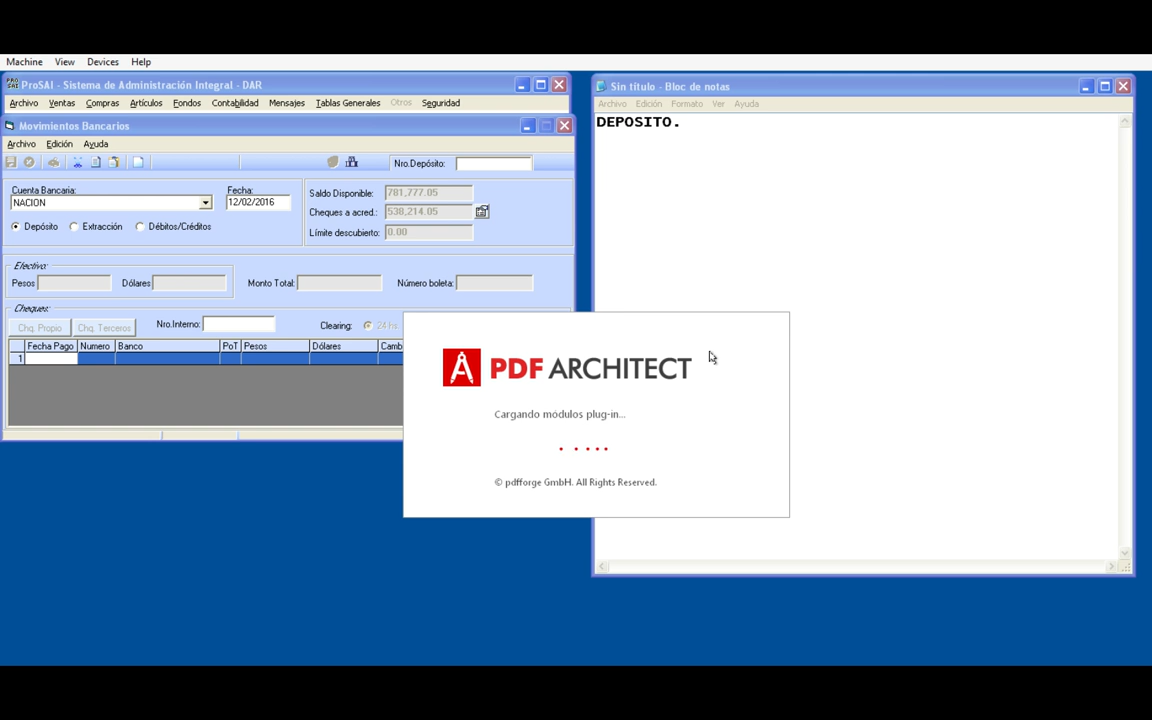 Machine View Devices Help
PRO SAI ProSAI - Sistema de Administración Integral - DAR
Archivo Ventas Compras Artículos Fondos Contabilidad Mensajes Tablas Generales Otros Seguridad
Movimientos Bancarios
Archivo Edición Ayuda
Nro.Depósito:
Cuenta Bancaria: Fecha:
NACION 12/02/2016
Saldo Disponible: 781,777.05
Cheques a acred.: 538,214.05
Límite descubierto: 0.00
Depósito Extracción Débitos/Créditos
Efectivo:
Pesos Dólares Monto Total: Número boleta:
Cheques:
Chq. Propio Chq. Terceros Nro.Interno: Clearing: 24 hs.
Fecha Pago Numero Banco PoT Pesos Dólares Camb
1
Sin título - Bloc de notas
Archivo Edición Formato Ver Ayuda
DEPOSITO.
PDF ARCHITECT
Cargando módulos plug-in...
© pdfforge GmbH. All Rights Reserved.